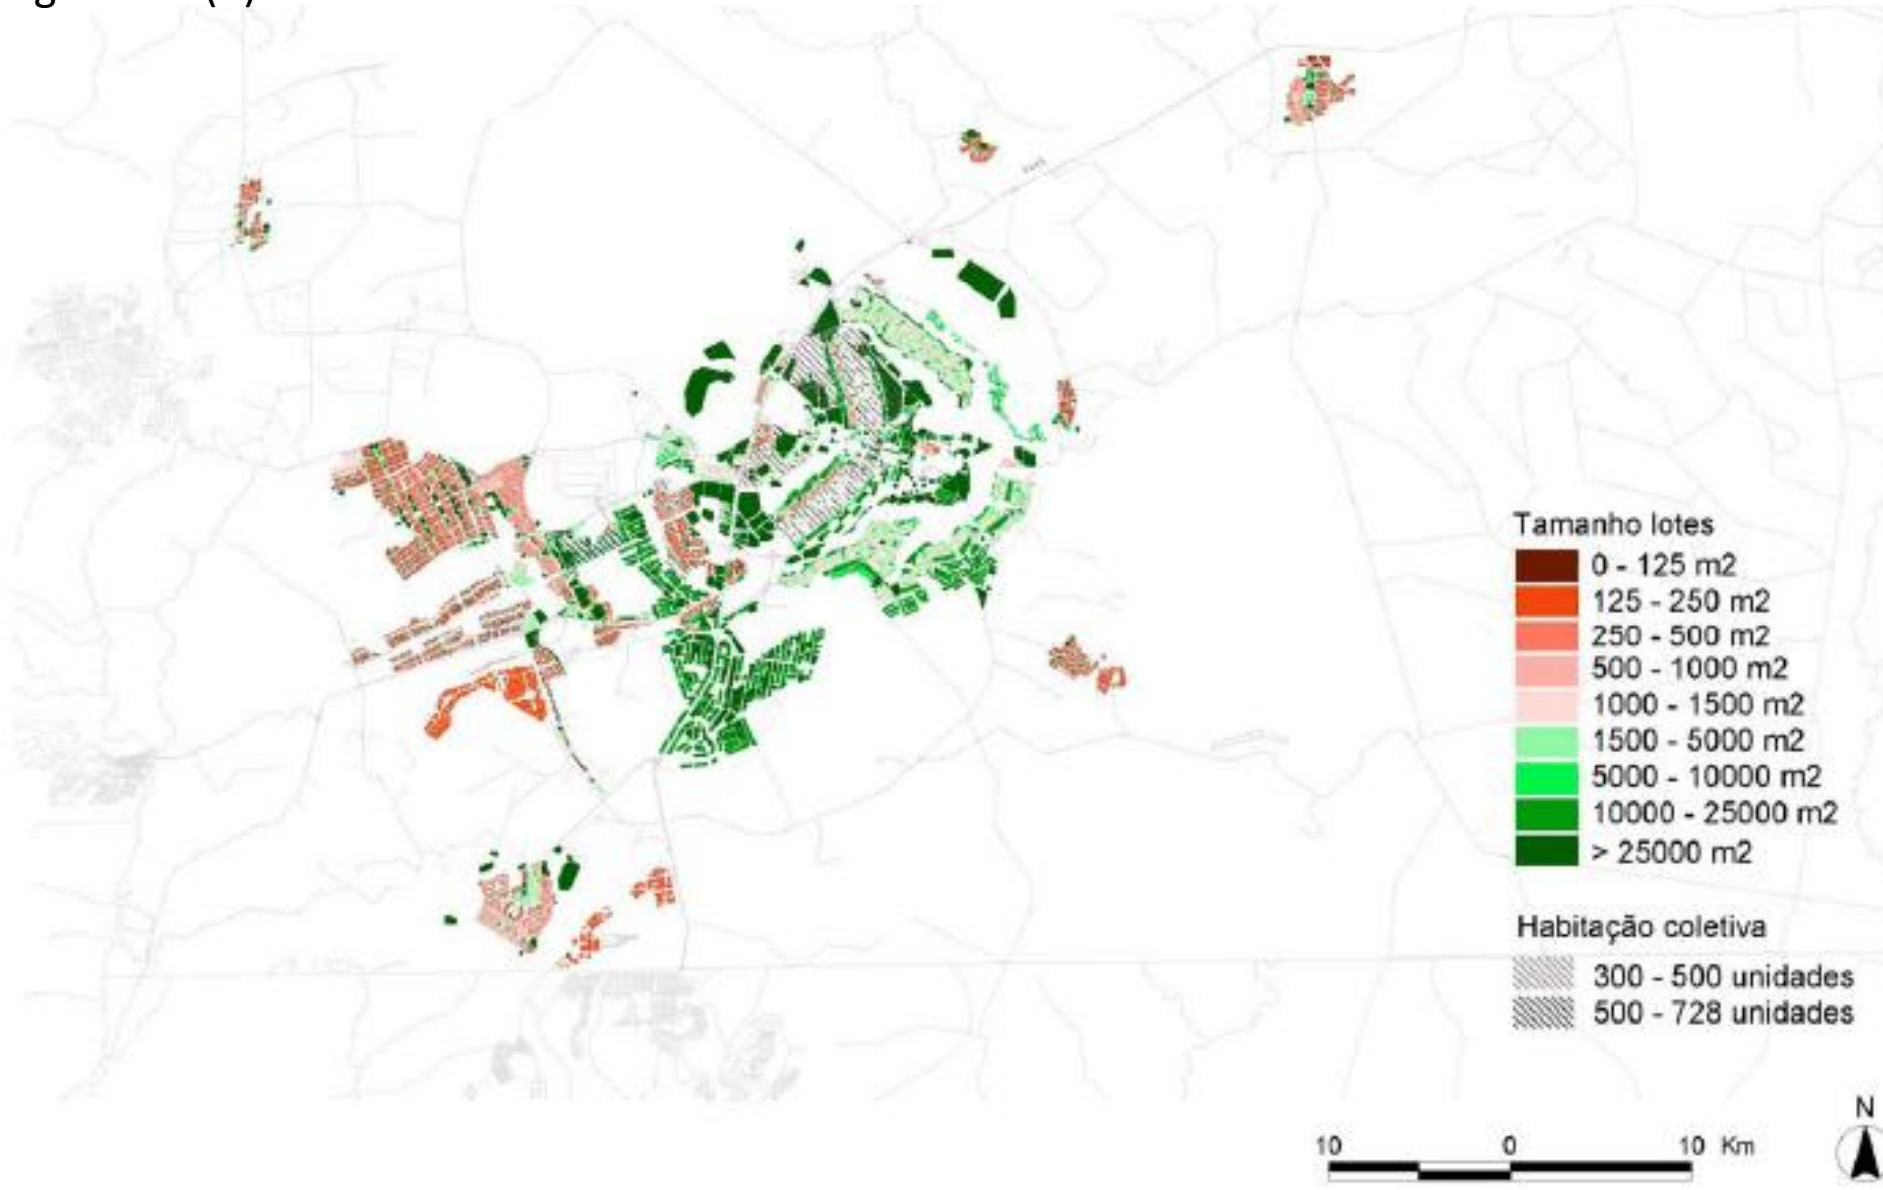 Tamanho lotes
0 - 125 m2
125 - 250 m2
250 - 500 m2
500 - 1000 m2
1000 - 1500 m2
1500 - 5000 m2
5000 - 10000 m2
10000 - 25000 m2
> 25000 m2
Habitação coletiva
300 - 500 unidades
500 - 728 unidades
N
10 0 10 Km